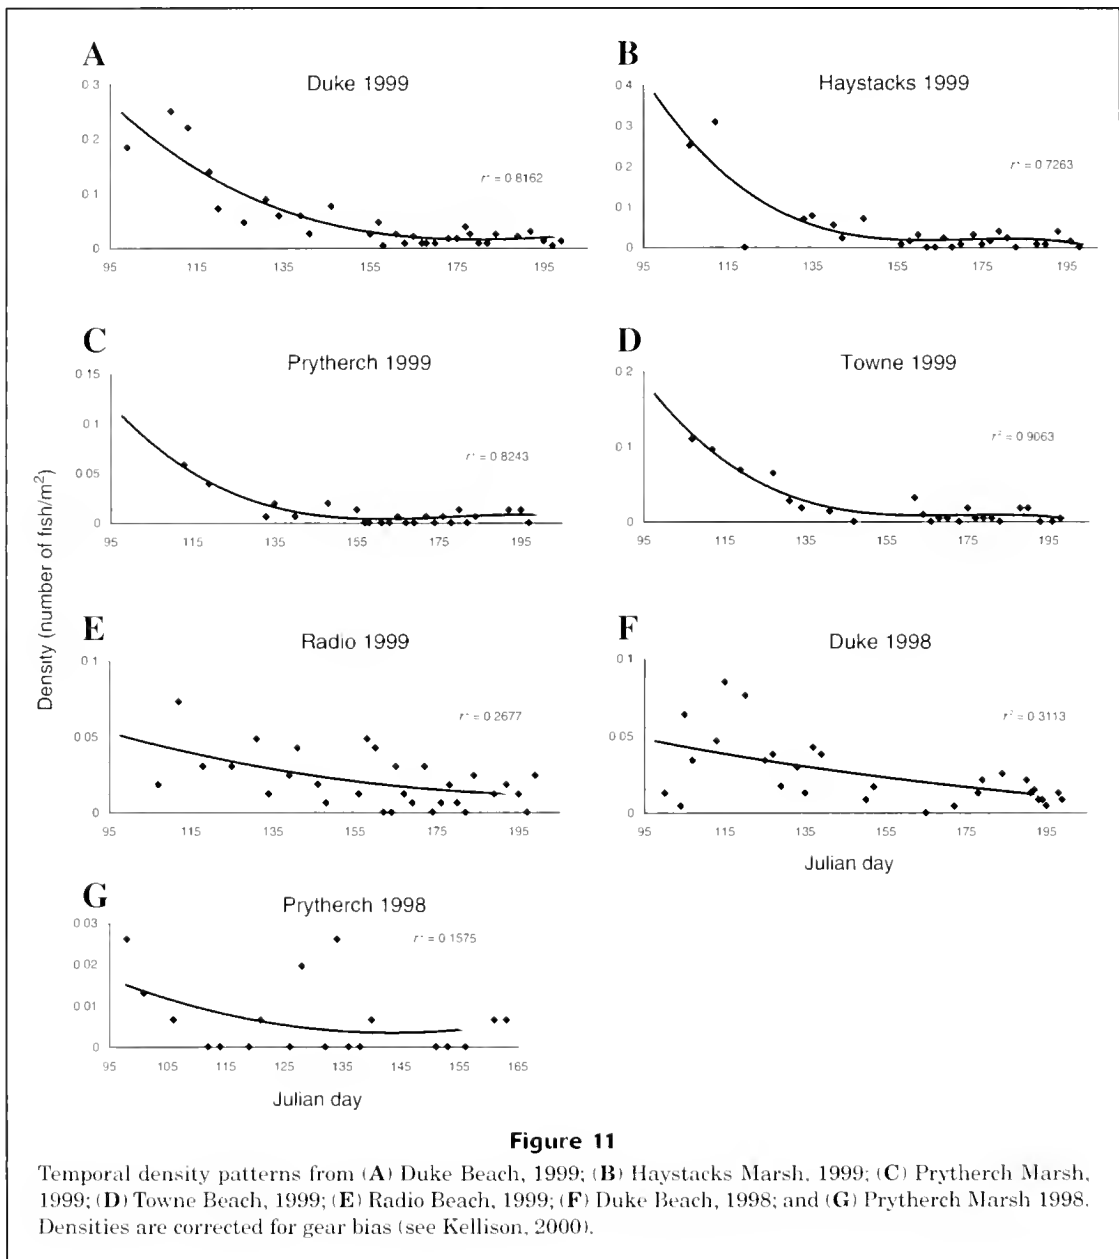 A
Duke 1999
0 3
0 2
0 1
0
r² = 0.8162
95 115 135 155 175 195
B
Haystacks 1999
0 4
0 3
0 2
0 1
0
r² = 0.7263
95 115 135 155 175 195
C
Prytherch 1999
0 15
0 1
0 05
0
r² = 0.8243
95 115 135 155 175 195
D
Towne 1999
0 2
0 1
0
r² = 0.9063
95 115 135 155 175 195
Density (number of fish/m²)
E
Radio 1999
0 1
0 05
0
r² = 0.2677
95 115 135 155 175 195
F
Duke 1998
0 1
0 05
0
r² = 0.3113
95 115 135 155 175 195
Julian day
G
Prytherch 1998
0 03
0 02
0 01
0
r² = 0.1575
95 105 115 125 135 145 155 165
Julian day
Figure 11
Temporal density patterns from (A) Duke Beach, 1999; (B) Haystacks Marsh, 1999; (C) Prytherch Marsh,
1999; (D) Towne Beach, 1999; (E) Radio Beach, 1999; (F) Duke Beach, 1998; and (G) Prytherch Marsh 1998.
Densities are corrected for gear bias (see Kellison, 2000).